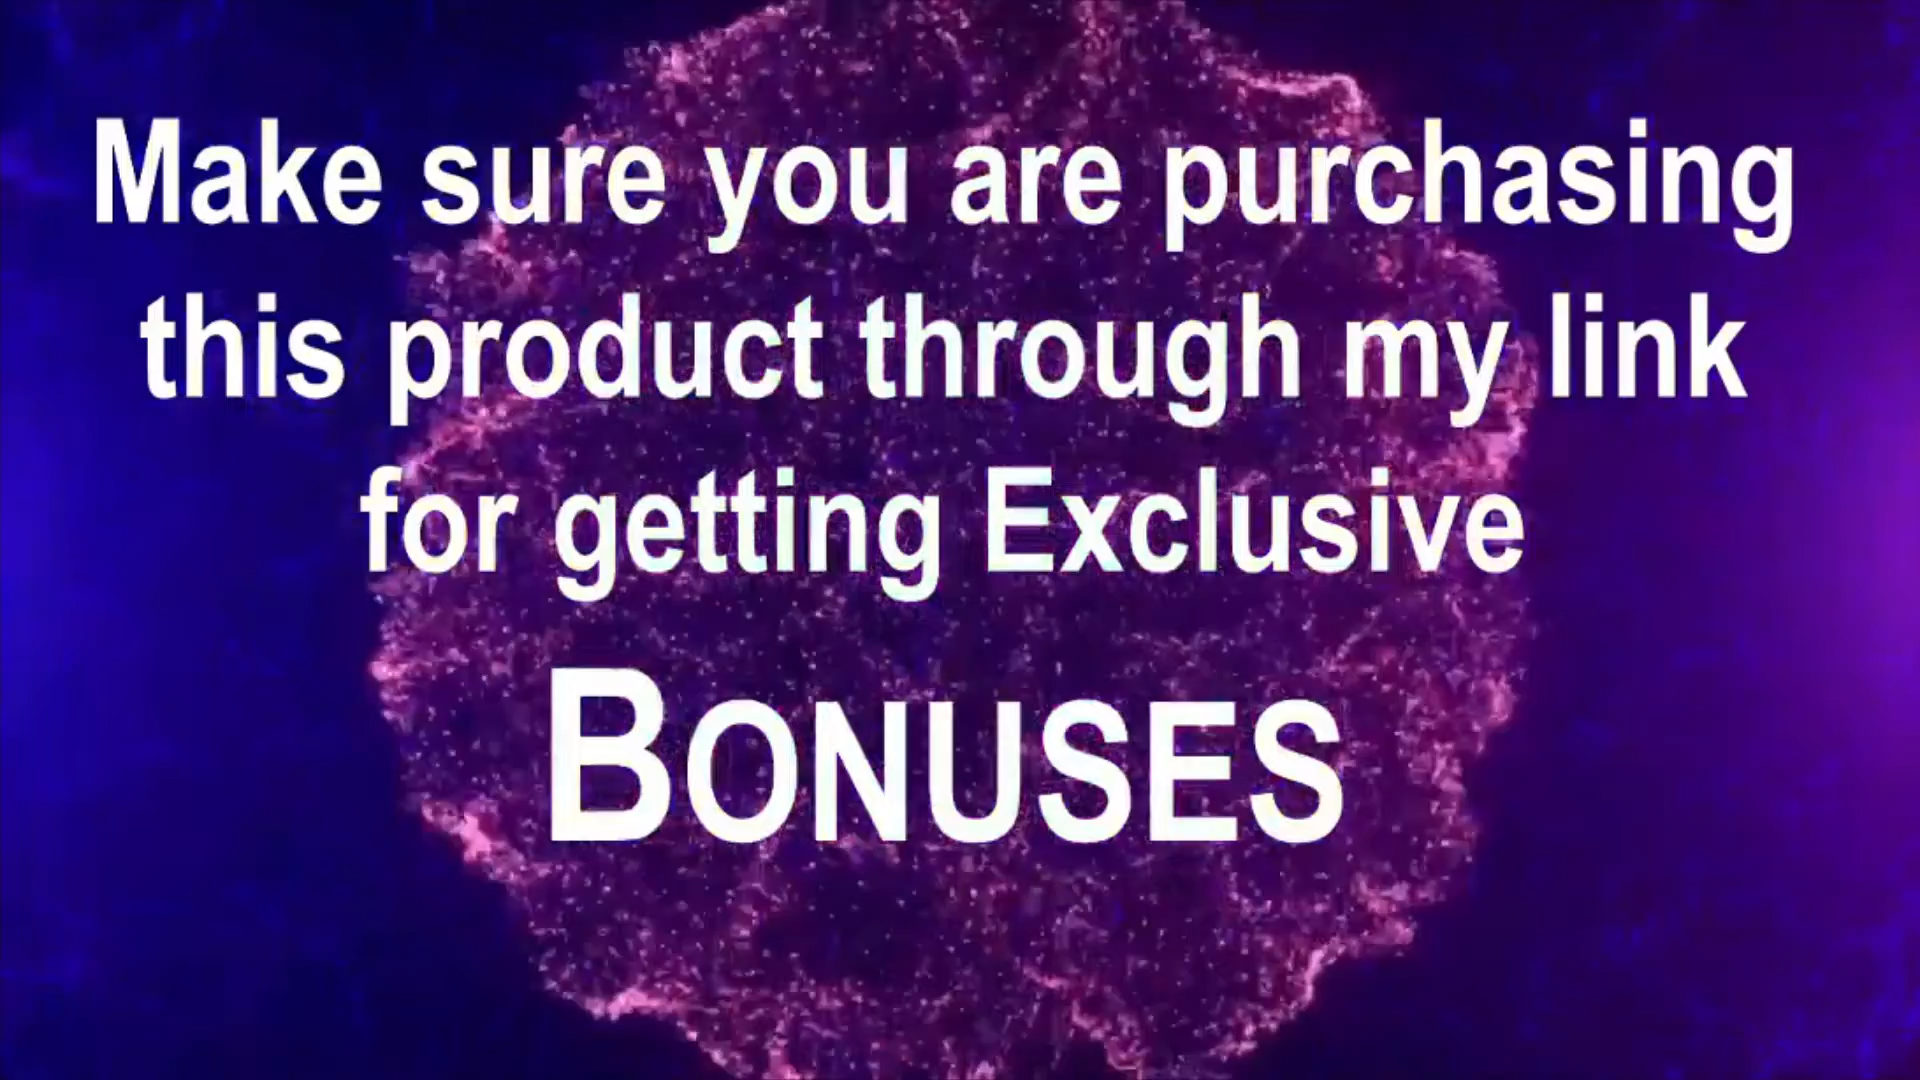 Make sure you are purchasing
this product through my link
for getting Exclusive
BONUSES